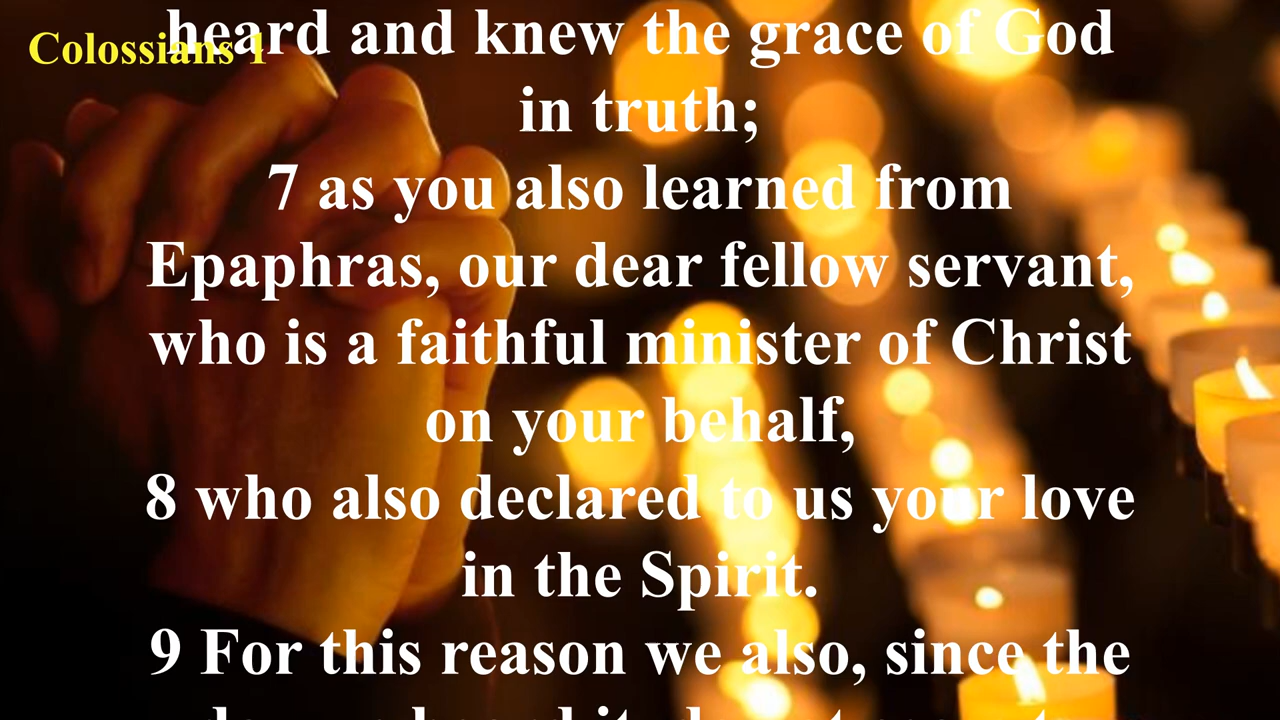 Colossians 1
heard and knew the grace of God
in truth;
7 as you also learned from
Epaphras, our dear fellow servant,
who is a faithful minister of Christ
on your behalf,
8 who also declared to us your love
in the Spirit.
9 For this reason we also, since the